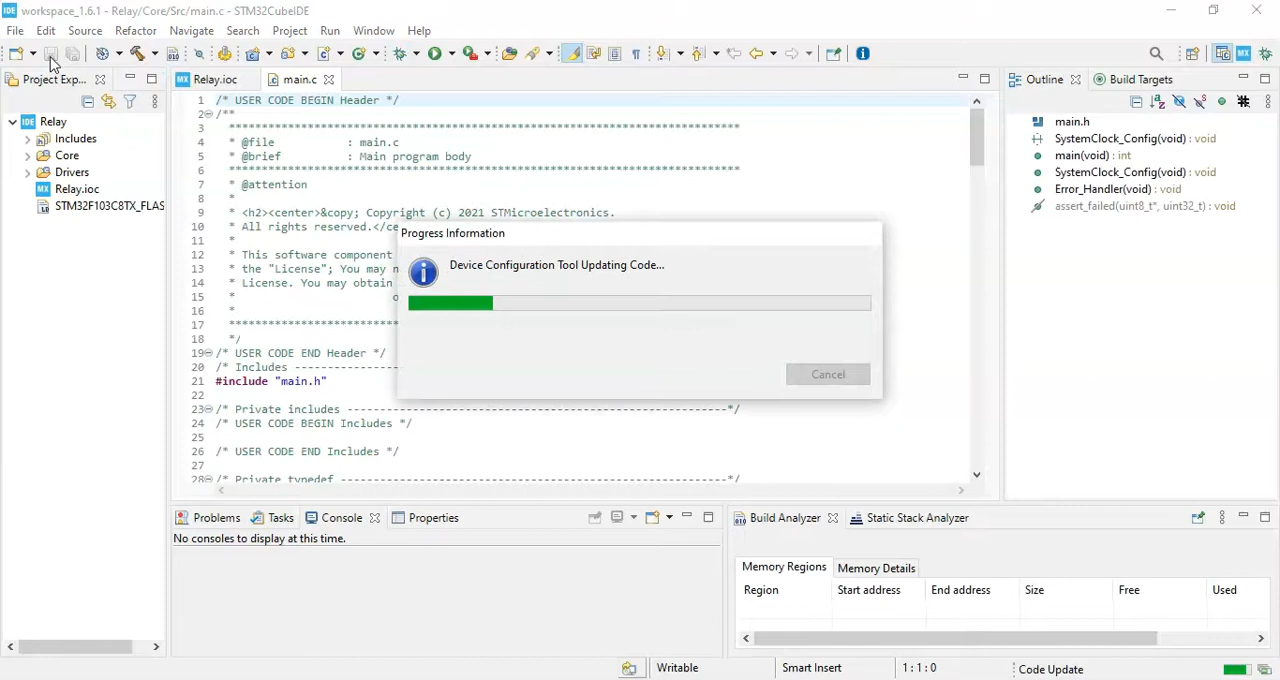 IDE workspace_1.6.1 - Relay/Core/Src/main.c - STM32CubeIDE
File Edit Source Refactor Navigate Search Project Run Window Help
Project Exp...
IDE Relay
Includes
Core
Drivers
MX Relay.ioc
STM32F103C8TX_FLAS
MX Relay.ioc
main.c
1 /* USER CODE BEGIN Header */
2 /**
3 ******************************************************************************
4 * @file : main.c
5 * @brief : Main program body
6 ******************************************************************************
7 * @attention
8 *
9 * <h2><center>&copy; Copyright (c) 2021 STMicroelectronics.
10 * All rights reserved.</ce
11 *
12 * This software component
13 * the "License"; You may n
14 * License. You may obtain
15 * o
16 *
17
18 */
19 /* USER CODE END Header */
20 /* Includes ------------------
21 #include "main.h"
22
23 /* Private includes ----------------------------------------------------------*/
24 /* USER CODE BEGIN Includes */
25
26 /* USER CODE END Includes */
27
28 /* Private typedef -----------------------------------------------------------*/
Progress Information
Device Configuration Tool Updating Code...
Cancel
Outline
Build Targets
main.h
SystemClock_Config(void) : void
main(void) : int
SystemClock_Config(void) : void
Error_Handler(void) : void
assert_failed(uint8_t*, uint32_t) : void
Problems Tasks Console Properties
No consoles to display at this time.
Build Analyzer Static Stack Analyzer
Memory Regions Memory Details
Region Start address End address Size Free Used
Writable Smart Insert 1 : 1 : 0 Code Update